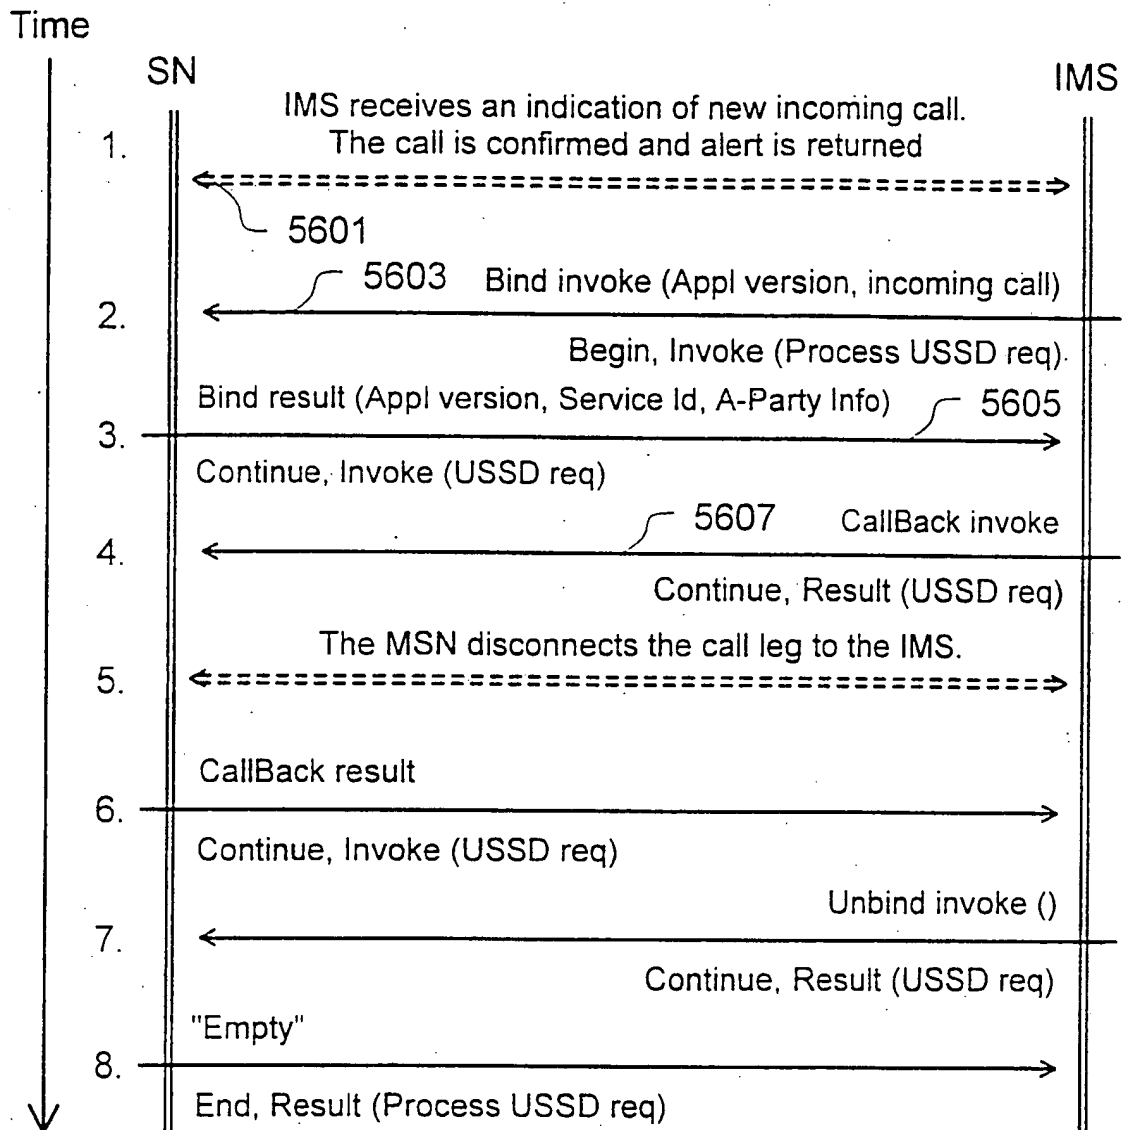 Time
SN
IMS
IMS receives an indication of new incoming call.
1.
The call is confirmed and alert is returned
5601
5603
Bind invoke (Appl version, incoming call)
2.
Begin, Invoke (Process USSD req)
Bind result (Appl version, Service Id, A-Party Info)
5605
3.
Continue, Invoke (USSD req)
5607
CallBack invoke
4.
Continue, Result (USSD req)
The MSN disconnects the call leg to the IMS.
5.
CallBack result
6.
Continue, Invoke (USSD req)
Unbind invoke ()
7.
Continue, Result (USSD req)
"Empty"
8.
End, Result (Process USSD req)